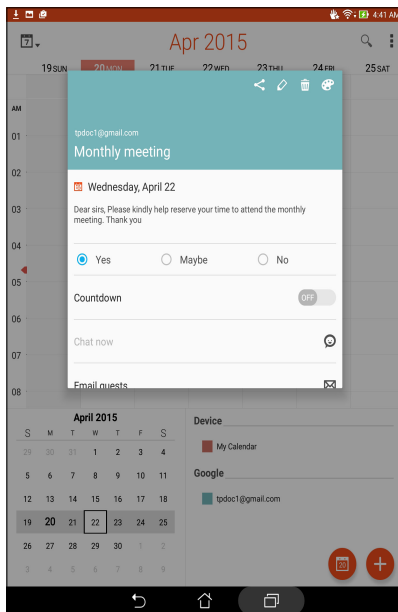 4:41 AM
7
Apr 2015
19 SUN 20 MON 21 TUE 22 WED 23 THU 24 FRI 25 SAT
AM
01
02
03
04
05
06
07
08
tpdoc1@gmail.com
Monthly meeting
Wednesday, April 22
Dear sirs, Please kindly help reserve your time to attend the monthly
meeting. Thank you
Yes Maybe No
Countdown OFF
Chat now
Email guests
April 2015
S M T W T F S
29 30 31 1 2 3 4
5 6 7 8 9 10 11
12 13 14 15 16 17 18
19 20 21 22 23 24 25
26 27 28 29 30 1 2
3 4 5 6 7 8 9
Device
My Calendar
Google
tpdoc1@gmail.com
20